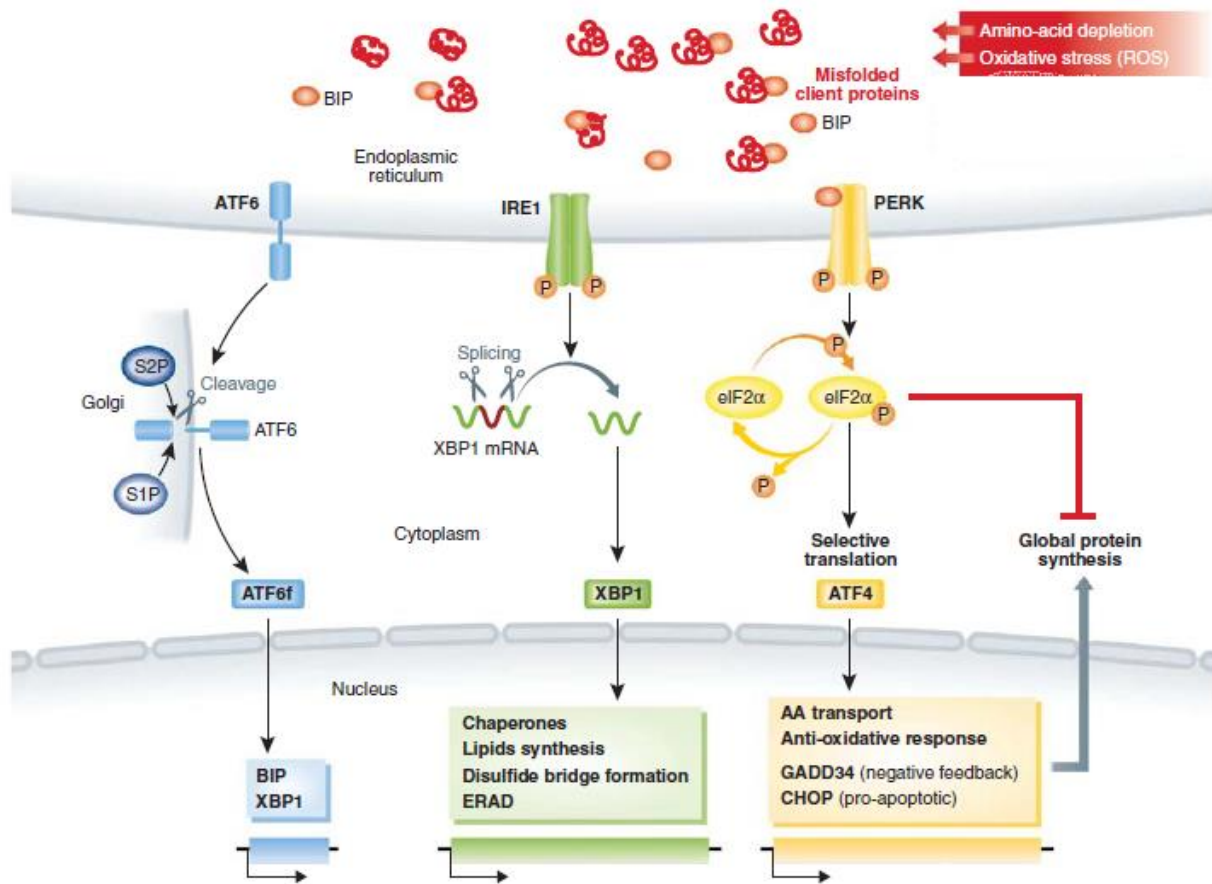 Amino-acid depletion
Oxidative stress (ROS)
Misfolded
client proteins
BIP
BIP
Endoplasmic
reticulum
ATF6
IRE1
PERK
P
P
P
P
S2P
Cleavage
Golgi
ATF6
S1P
Splicing
XBP1 mRNA
P
eIF2α
eIF2α
P
P
Cytoplasm
Selective
translation
Global protein
synthesis
ATF6f
XBP1
ATF4
Nucleus
BIP
XBP1
Chaperones
Lipids synthesis
Disulfide bridge formation
ERAD
AA transport
Anti-oxidative response
GADD34 (negative feedback)
CHOP (pro-apoptotic)